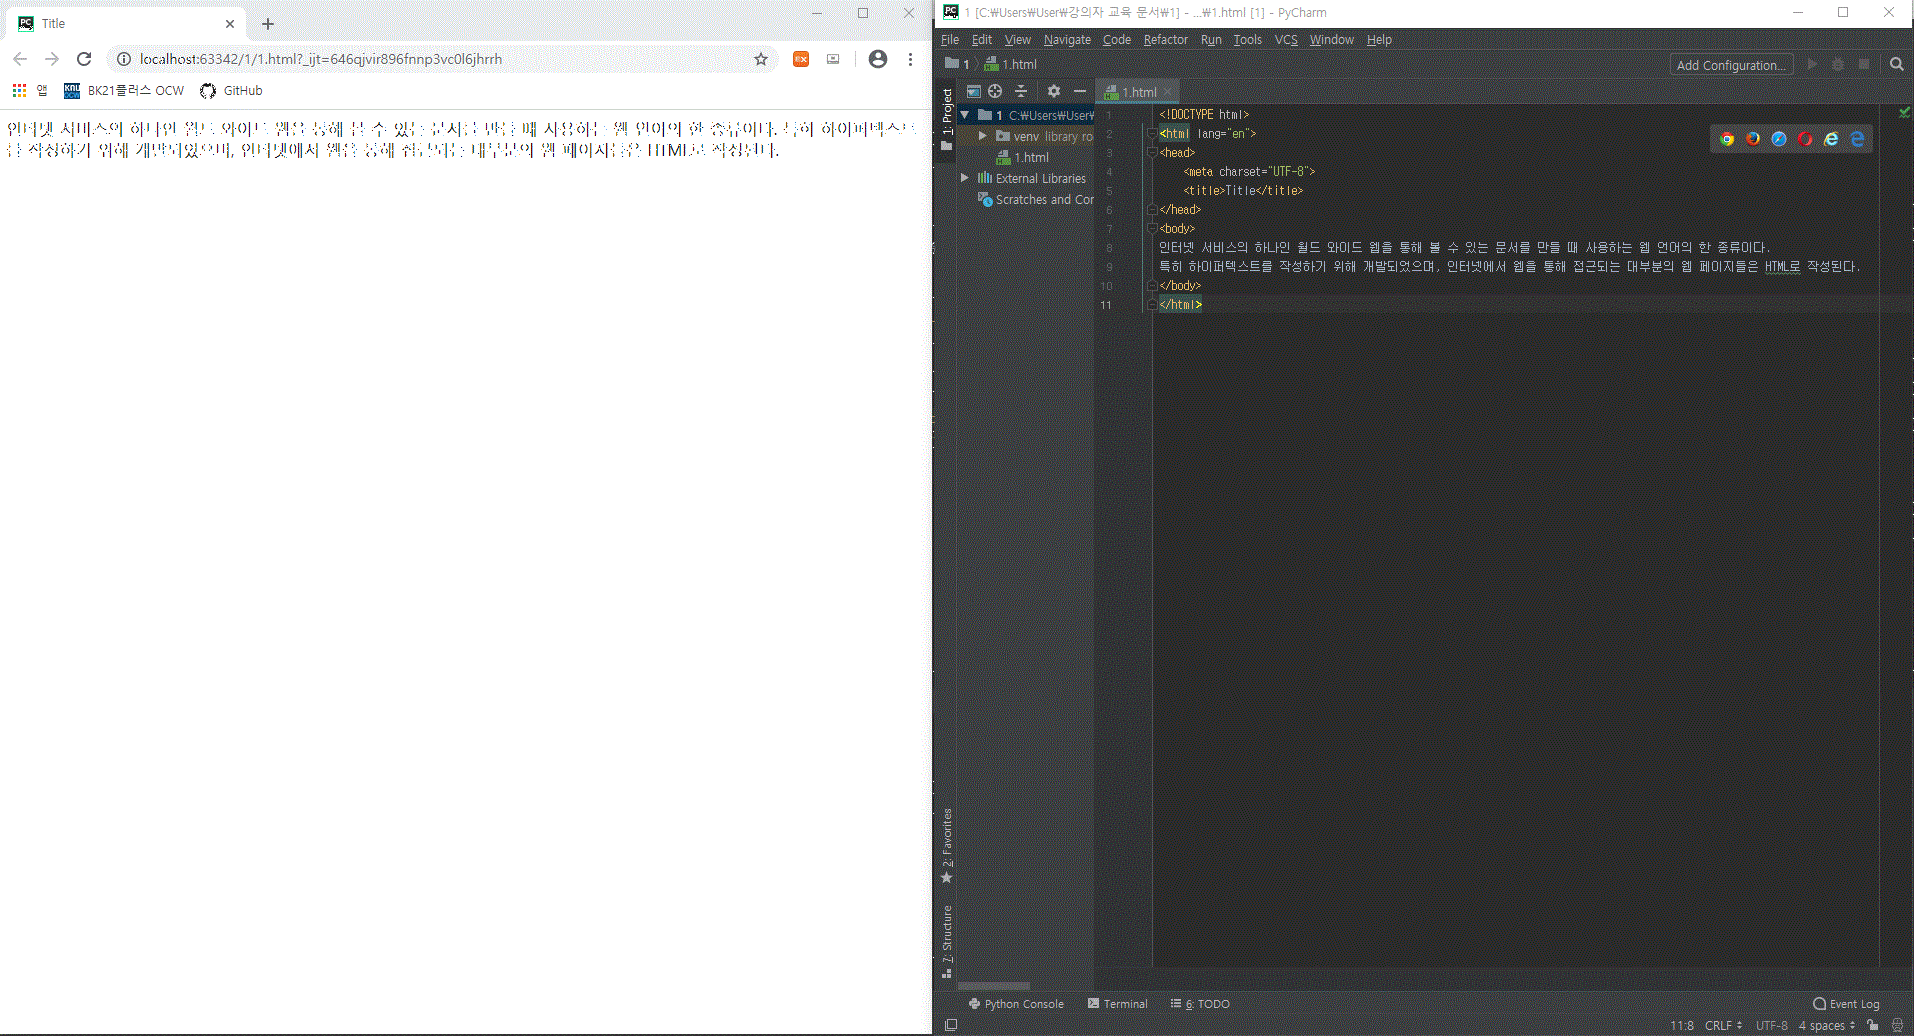 Title
localhost:63342/1/1.html?_ijt=646qjvir896fnnp3vc0l6jhrrh
앱 BK21플러스 OCW GitHub
인터넷 서비스의 하나인 월드 와이드 웹을 통해 볼 수 있는 문서를 만들 때 사용하는 웹 언어의 한 종류이다. 특히 하이퍼텍스트
를 작성하기 위해 개발되었으며, 인터넷에서 웹을 통해 접근되는 대부분의 웹 페이지들은 HTML로 작성된다.
1 [C:₩Users₩User₩강의자 교육 문서₩1] - ...₩1.html [1] - PyCharm
File Edit View Navigate Code Refactor Run Tools VCS Window Help
1 1.html
Add Configuration...
1: Project
1 C:₩Users₩User₩
venv library ro
1.html
External Libraries
Scratches and Cor
2: Favorites
7: Structure
1.html
1 <!DOCTYPE html>
2 <html lang="en">
3 <head>
4 <meta charset="UTF-8">
5 <title>Title</title>
6 </head>
7 <body>
8 인터넷 서비스의 하나인 월드 와이드 웹을 통해 볼 수 있는 문서를 만들 때 사용하는 웹 언어의 한 종류이다.
9 특히 하이퍼텍스트를 작성하기 위해 개발되었으며, 인터넷에서 웹을 통해 접근되는 대부분의 웹 페이지들은 HTML로 작성된다.
10 </body>
11 </html>
Python Console Terminal 6: TODO Event Log
11:8 CRLF UTF-8 4 spaces